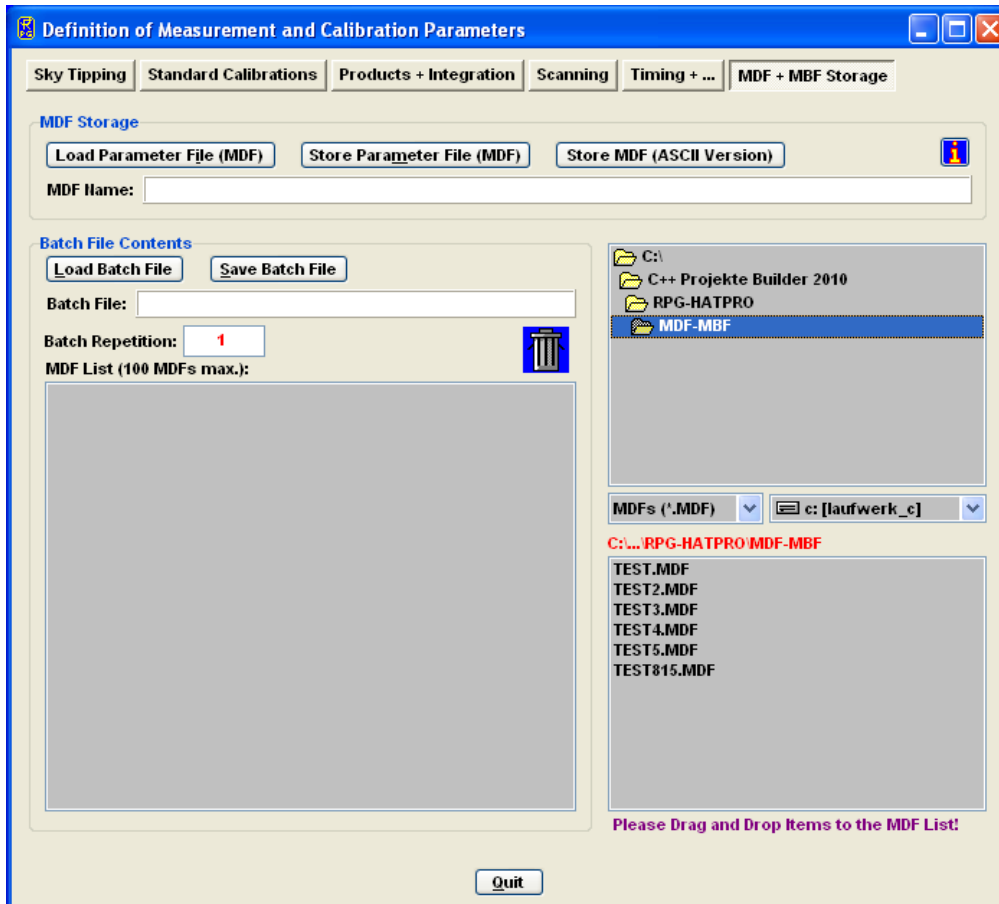 Definition of Measurement and Calibration Parameters
Sky Tipping Standard Calibrations Products + Integration Scanning Timing + ... MDF + MBF Storage
MDF Storage
Load Parameter File (MDF) Store Parameter File (MDF) Store MDF (ASCII Version)
MDF Name:
Batch File Contents
Load Batch File Save Batch File
Batch File:
Batch Repetition: 1
MDF List (100 MDFs max.):
C:\
C++ Projekte Builder 2010
RPG-HATPRO
MDF-MBF
MDFs (*.MDF) c: [laufwerk_c]
C:\...\RPG-HATPRO\MDF-MBF
TEST.MDF
TEST2.MDF
TEST3.MDF
TEST4.MDF
TEST5.MDF
TEST815.MDF
Please Drag and Drop Items to the MDF List!
Quit